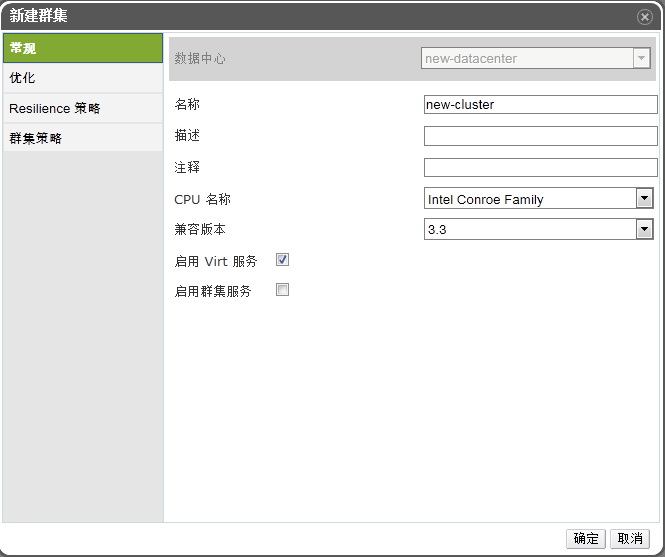 新建群集
常规
优化
Resilience 策略
群集策略
数据中心 new-datacenter
名称 new-cluster
描述
注释
CPU 名称 Intel Conroe Family
兼容版本 3.3
启用 Virt 服务
启用群集服务
确定 取消